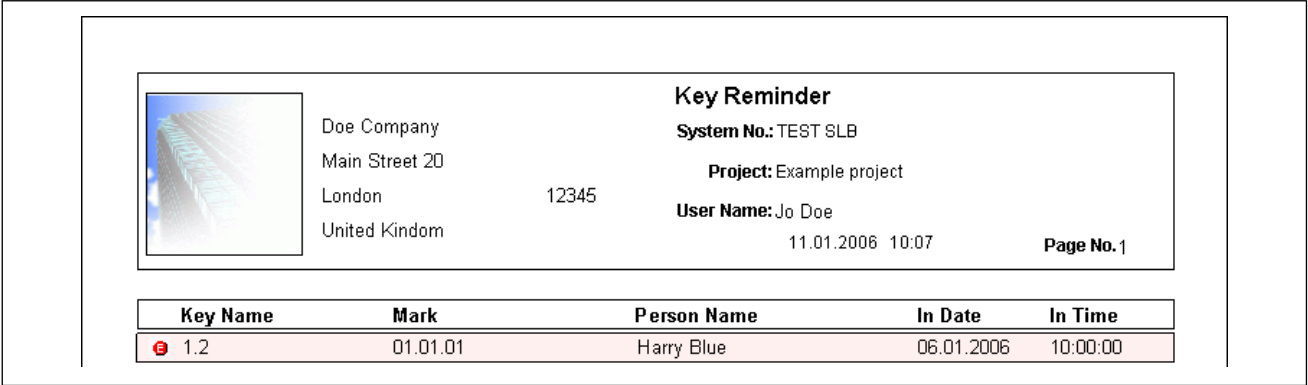 Key Reminder
Doe Company
System No.: TEST SLB
Main Street 20
Project: Example project
London 12345
User Name: Jo Doe
United Kindom
11.01.2006 10:07 Page No. 1
Key Name Mark Person Name In Date In Time
E 1.2 01.01.01 Harry Blue 06.01.2006 10:00:00